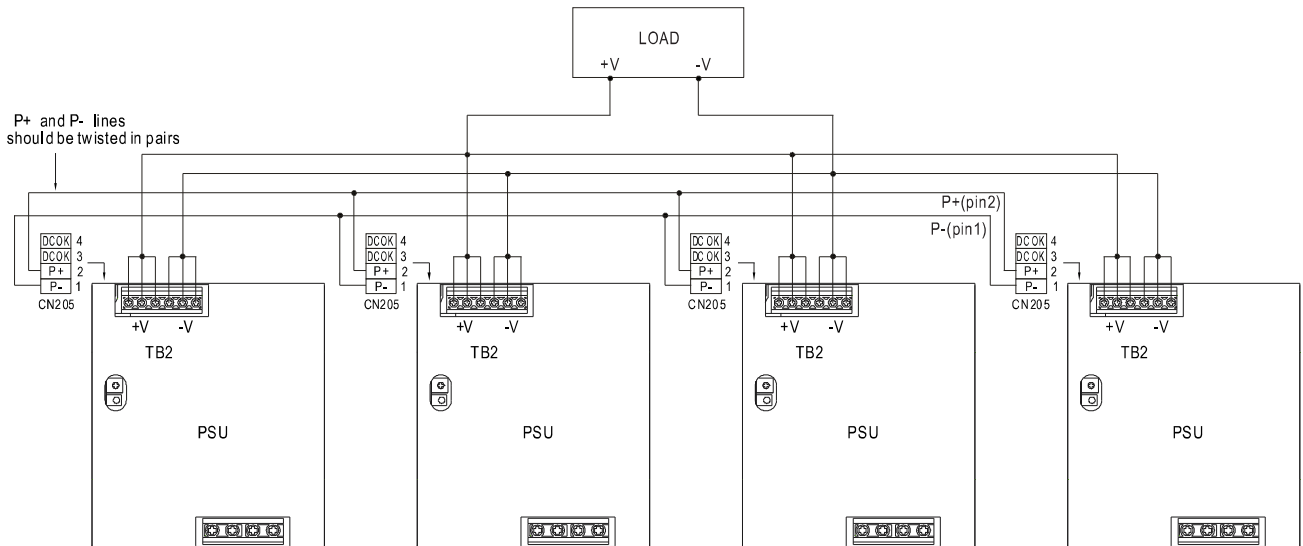 LOAD
+V -V
P+ and P- lines
should be twisted in pairs
P+(pin2)
P-(pin1)
DCOK 4
DCOK 3
P+ 2
P- 1
CN205
DCOK 4
DCOK 3
P+ 2
P- 1
CN205
DCOK 4
DCOK 3
P+ 2
P- 1
CN205
DCOK 4
DCOK 3
P+ 2
P- 1
CN205
+V -V
TB2
PSU
+V -V
TB2
PSU
+V -V
TB2
PSU
+V -V
TB2
PSU